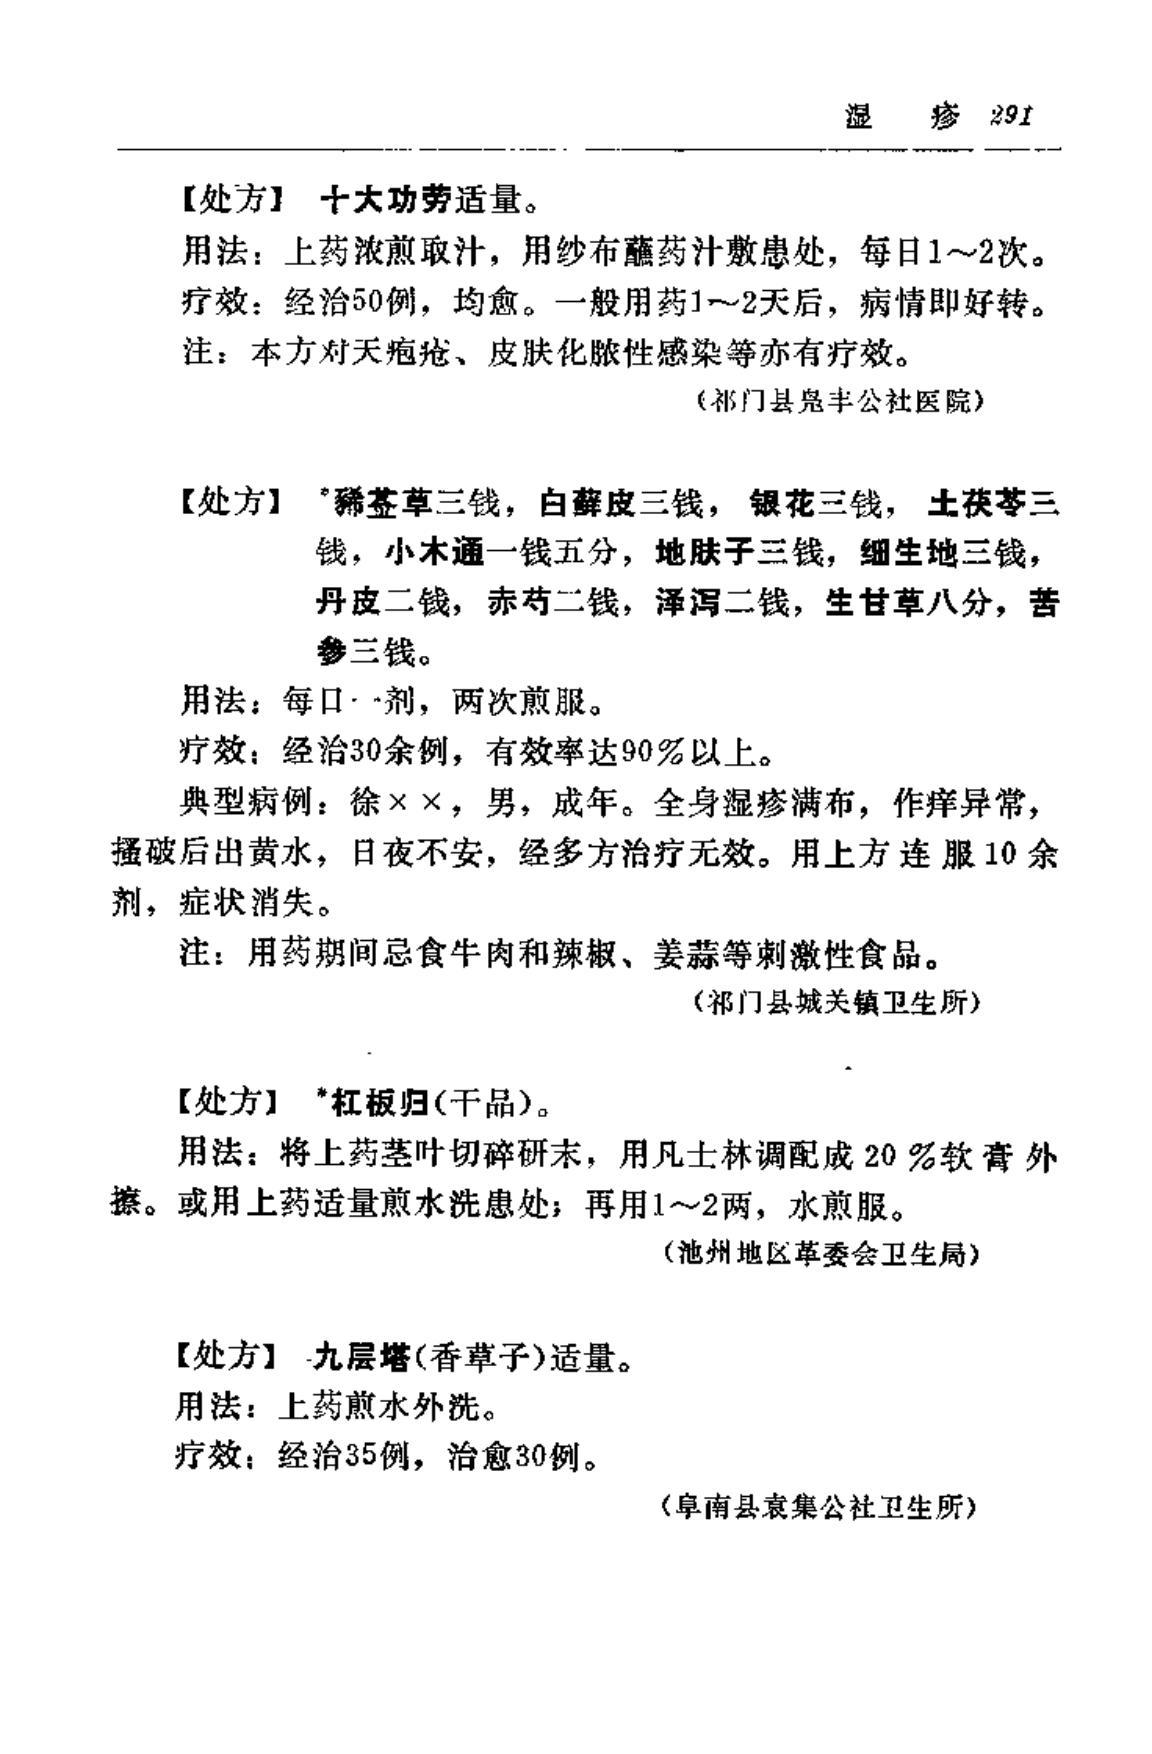 湿 疹 291
【处方】 十大功劳适量。
用法：上药浓煎取汁，用纱布蘸药汁敷患处，每日1～2次。
疗效：经治50例，均愈。一般用药1～2天后，病情即好转。
注：本方对天疱疮、皮肤化脓性感染等亦有疗效。
（祁门县凫丰公社医院）
【处方】 *豨莶草三钱，白藓皮三钱， 银花三钱， 土茯苓三
钱，小木通一钱五分，地肤子三钱，细生地三钱，
丹皮二钱，赤芍二钱，泽泻二钱，生甘草八分，苦
参三钱。
用法：每日一剂，两次煎服。
疗效：经治30余例，有效率达90％以上。
典型病例：徐××，男，成年。全身湿疹满布，作痒异常，
搔破后出黄水，日夜不安，经多方治疗无效。用上方连服10余
剂，症状消失。
注：用药期间忌食牛肉和辣椒、姜蒜等刺激性食品。
（祁门县城关镇卫生所）
【处方】 *杠板归(干品)。
用法：将上药茎叶切碎研末，用凡士林调配成20％软膏外
搽。或用上药适量煎水洗患处；再用1～2两，水煎服。
（池州地区革委会卫生局）
【处方】 九层塔(香草子)适量。
用法：上药煎水外洗。
疗效：经治35例，治愈30例。
（阜南县袁集公社卫生所）